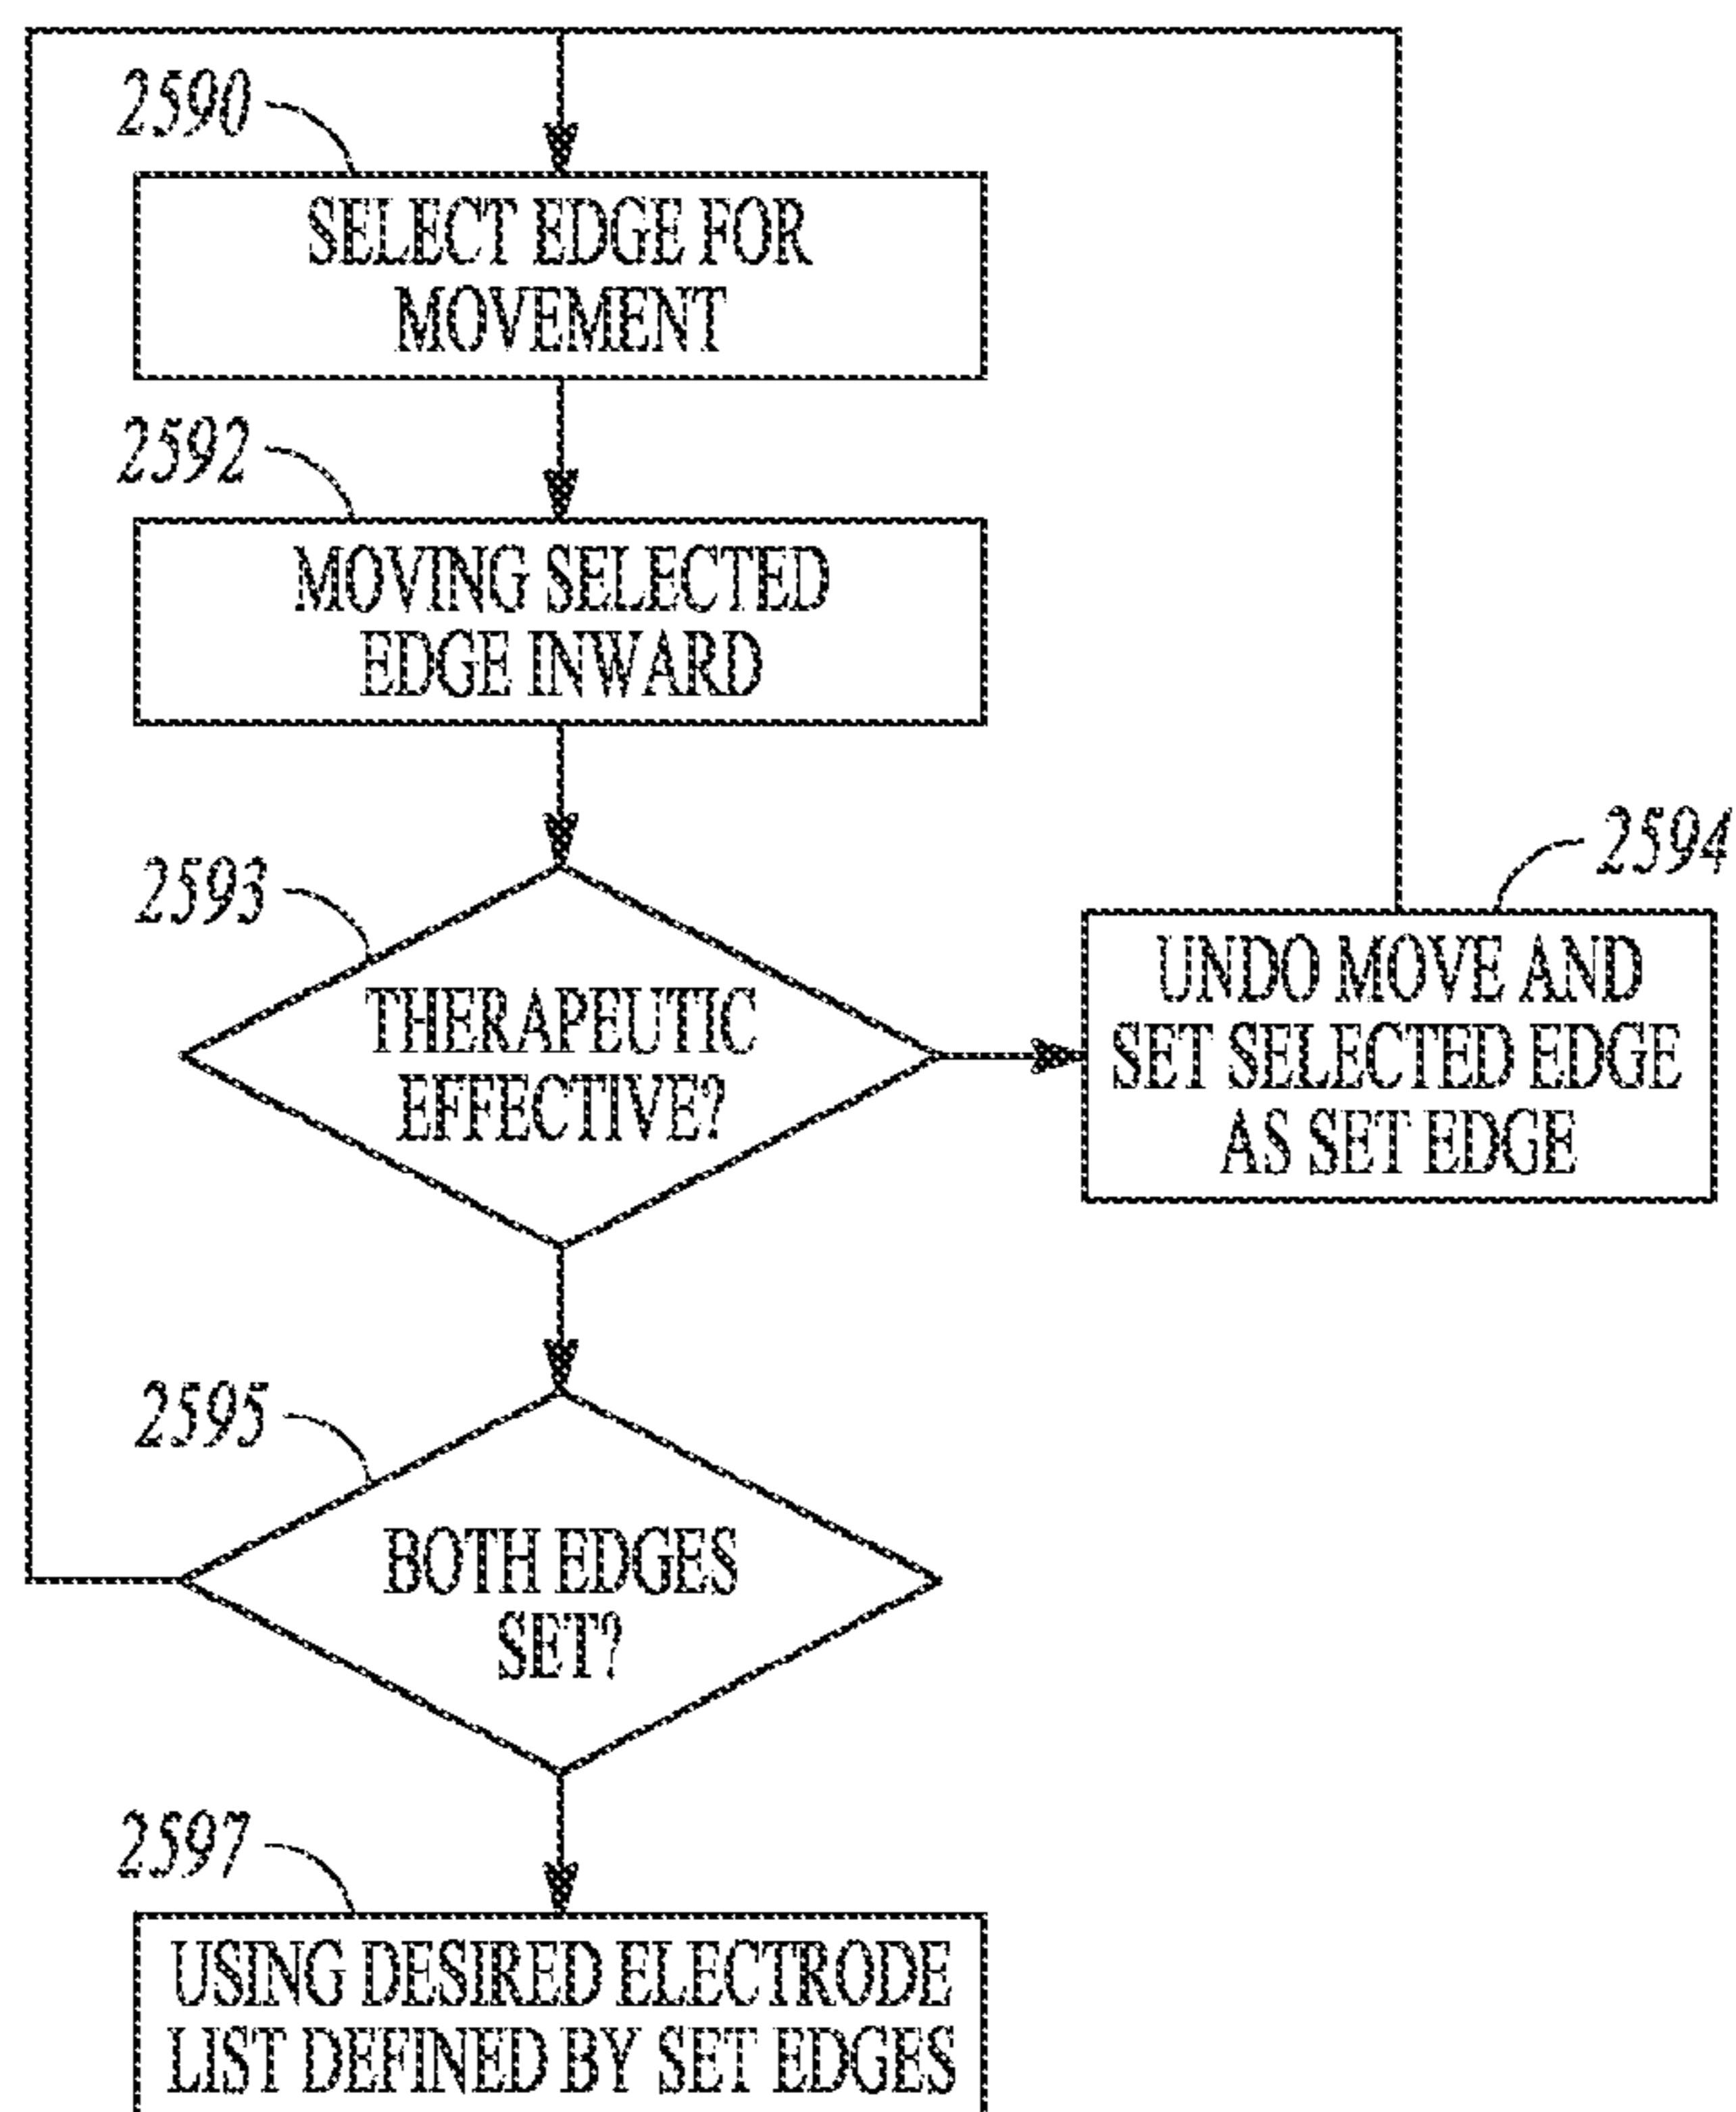 2590
SELECT EDGE FOR
MOVEMENT
2592
MOVING SELECTED
EDGE INWARD
2593
THERAPEUTIC
EFFECTIVE?
2594
UNDO MOVE AND
SET SELECTED EDGE
AS SET EDGE
2595
BOTH EDGES
SET?
2597
USING DESIRED ELECTRODE
LIST DEFINED BY SET EDGES